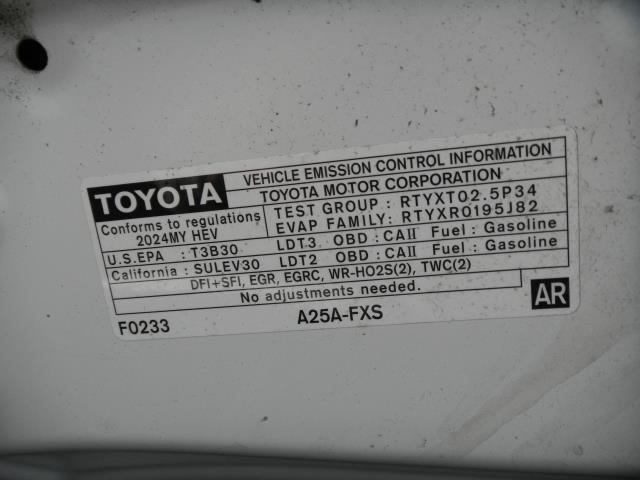 TOYOTA
VEHICLE EMISSION CONTROL INFORMATION
TOYOTA MOTOR CORPORATION
Conforms to regulations
2024MY HEV
TEST GROUP : RTYXT02.5P34
EVAP FAMILY: RTYXR0195J82
U.S.EPA : T3B30 LDT3 OBD : CAII Fuel : Gasoline
California : SULEV30 LDT2 OBD : CAII Fuel : Gasoline
DFI+SFI, EGR, EGRC, WR-HO2S(2), TWC(2)
No adjustments needed.
F0233 A25A-FXS AR